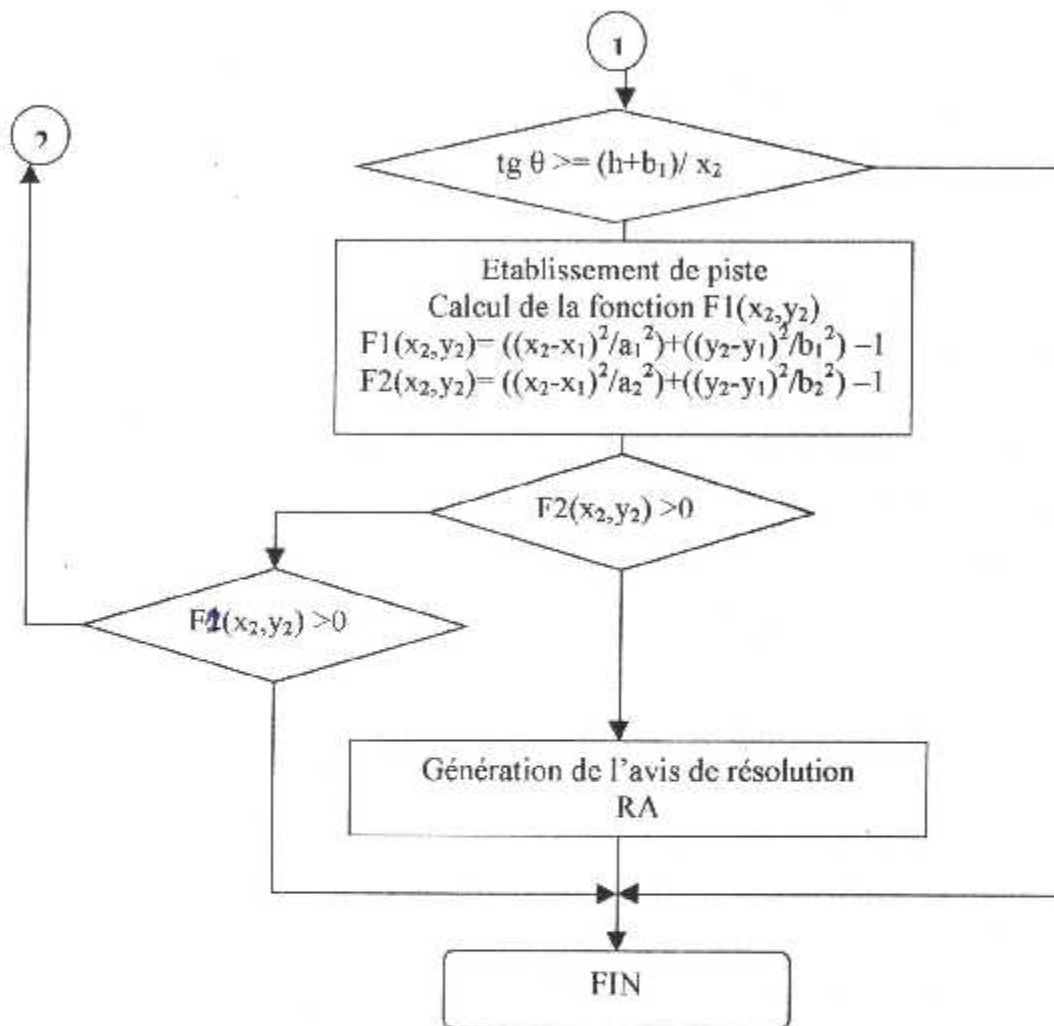 1
2
tg θ >= (h+b₁)/ x₂
Etablissement de piste
Calcul de la fonction F1(x₂,y₂)
F1(x₂,y₂)= ((x₂-x₁)²/a₁²)+((y₂-y₁)²/b₁²) –1
F2(x₂,y₂)= ((x₂-x₁)²/a₂²)+((y₂-y₁)²/b₂²) –1
F2(x₂,y₂) >0
F1(x₂,y₂) >0
Génération de l'avis de résolution
RA
FIN